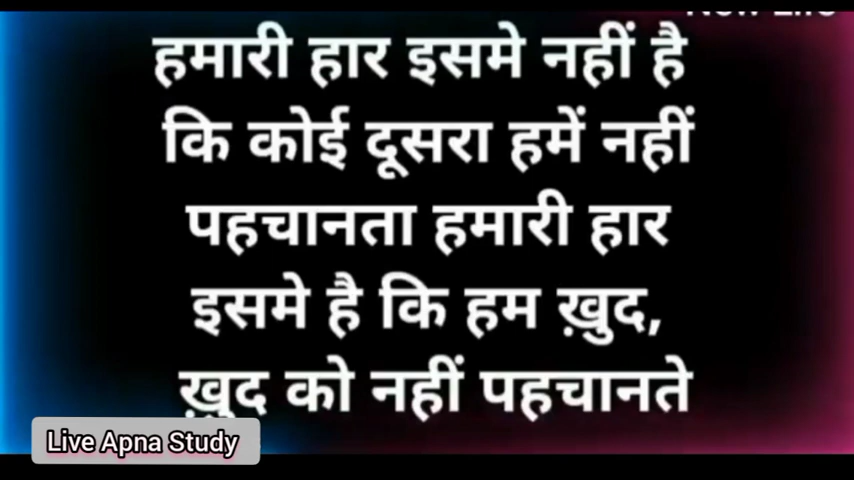 हमारी हार इसमे नहीं है
कि कोई दूसरा हमें नहीं
पहचानता हमारी हार
इसमे है कि हम ख़ुद,
ख़ुद को नहीं पहचानते
Live Apna Study